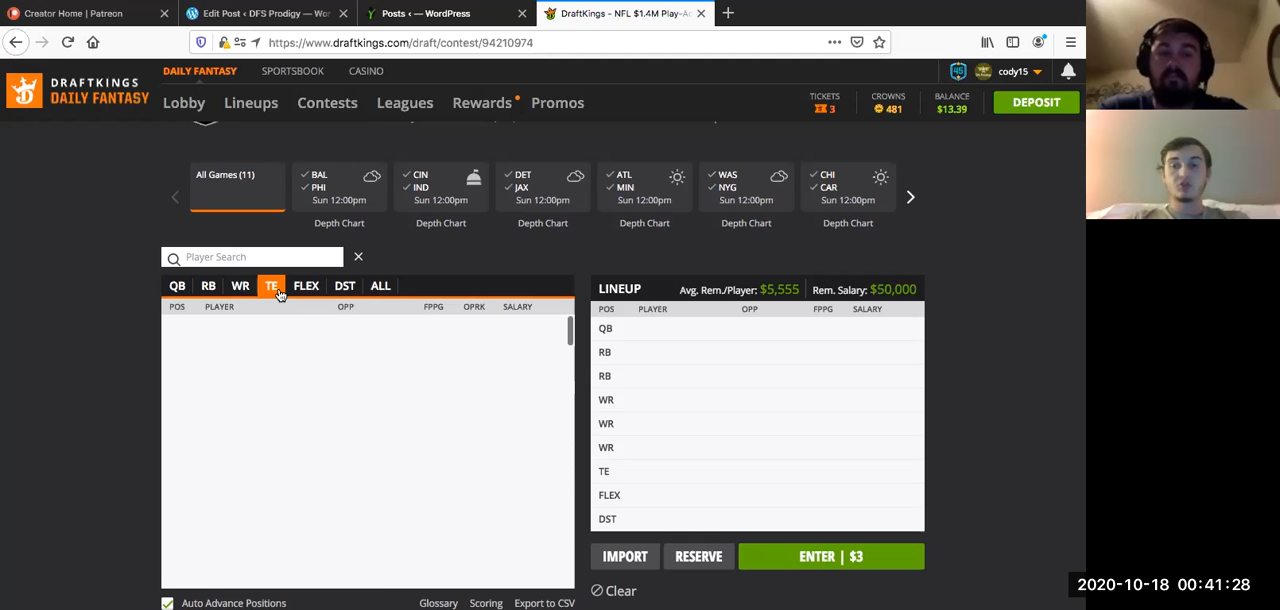 Creator Home | Patreon
Edit Post ‹ DFS Prodigy — Wor
Posts ‹ — WordPress
DraftKings - NFL $1.4M Play-Ac
https://www.draftkings.com/draft/contest/94210974
DRAFTKINGS
DAILY FANTASY
DAILY FANTASY SPORTSBOOK CASINO
cody15
Lobby Lineups Contests Leagues Rewards Promos
TICKETS CROWNS BALANCE
3 481 $13.39
DEPOSIT
All Games (11)
BAL
PHI
Sun 12:00pm
Depth Chart
CIN
IND
Sun 12:00pm
Depth Chart
DET
JAX
Sun 12:00pm
Depth Chart
ATL
MIN
Sun 12:00pm
Depth Chart
WAS
NYG
Sun 12:00pm
Depth Chart
CHI
CAR
Sun 12:00pm
Depth Chart
Player Search
QB RB WR TE FLEX DST ALL
POS PLAYER OPP FPPG OPRK SALARY
LINEUP Avg. Rem./Player: $5,555 Rem. Salary: $50,000
POS PLAYER OPP FPPG SALARY
QB
RB
RB
WR
WR
WR
TE
FLEX
DST
IMPORT RESERVE ENTER | $3
Clear
Auto Advance Positions Glossary Scoring Export to CSV
2020-10-18 00:41:28